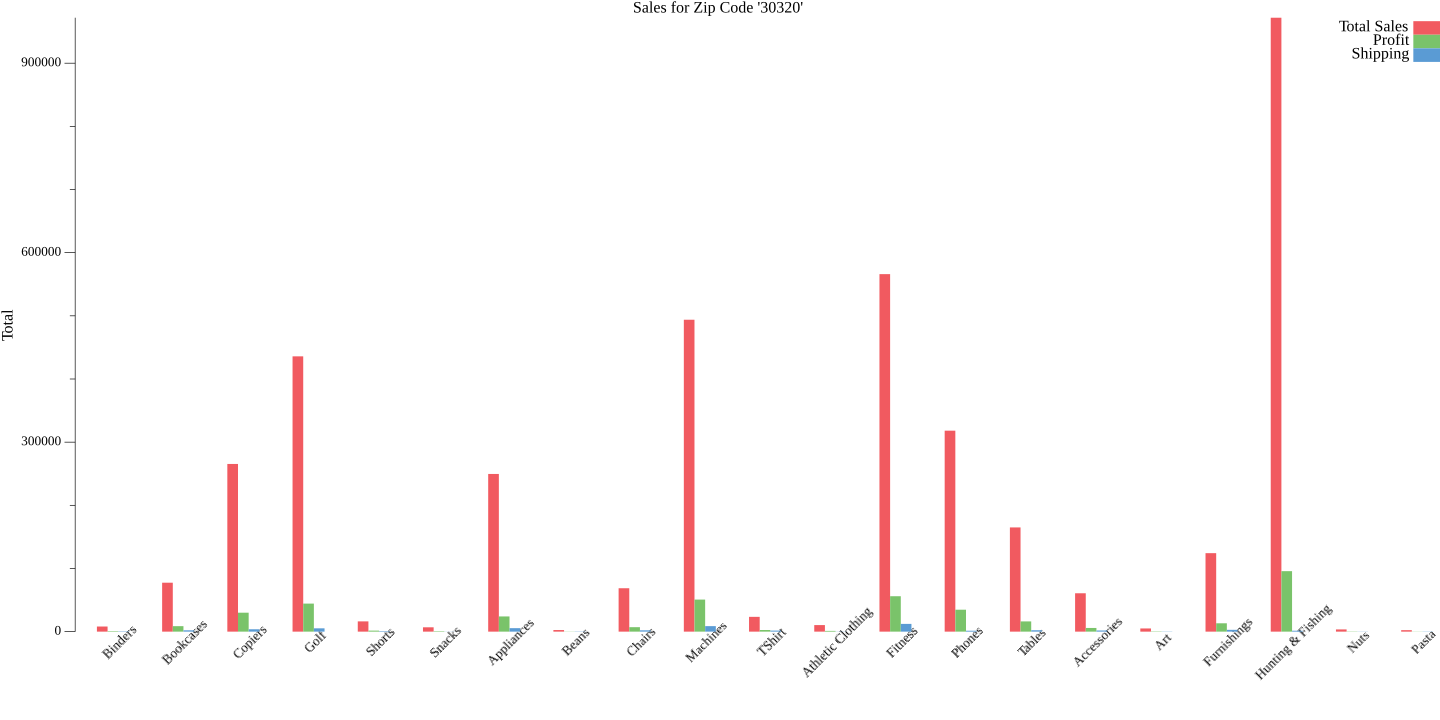 Sales for Zip Code '30320'
Total Sales
Profit
Shipping
900000
600000
300000
0
Total
Binders
Bookcases
Copiers
Golf
Shorts
Snacks
Appliances
Beans
Chairs
Machines
TShirt
Athletic Clothing
Fitness
Phones
Tables
Accessories
Art
Furnishings
Hunting & Fishing
Nuts
Pasta